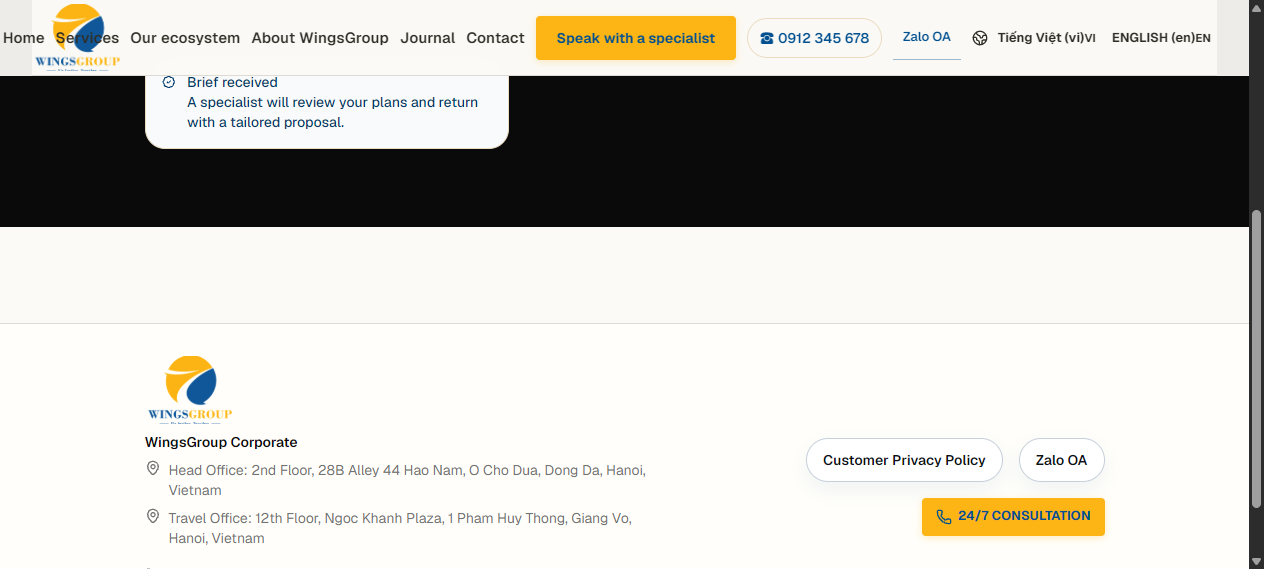 Home Services Our ecosystem About WingsGroup Journal Contact Speak with a specialist 0912 345 678 Zalo OA Tiếng Việt (vi)VI ENGLISH (en)EN
WINGSGROUP
Brief received
A specialist will review your plans and return
with a tailored proposal.
WINGSGROUP
WingsGroup Corporate
Head Office: 2nd Floor, 28B Alley 44 Hao Nam, O Cho Dua, Dong Da, Hanoi,
Vietnam
Travel Office: 12th Floor, Ngoc Khanh Plaza, 1 Pham Huy Thong, Giang Vo,
Hanoi, Vietnam
Customer Privacy Policy
Zalo OA
24/7 CONSULTATION